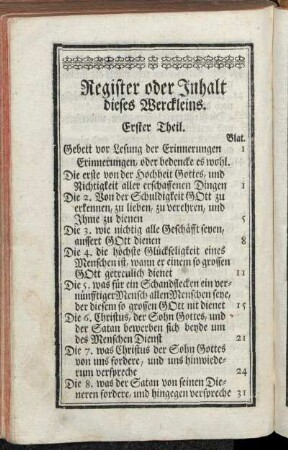 Register oder Inhalt
dieses Werckleins.
Erster Theil.
Blat.
Gebett vor Lesung der Erinnerungen 1
Erinnerungen, oder bedencke es wohl.
Die erste von der Hochheit Gottes, und
Nichtigkeit aller erschaffenen Dingen 1
Die 2. Von der Schuldigkeit GOtt zu
erkennen, zu lieben, zu verehren, und
Ihme zu dienen 5
Die 3. wie nichtig alle Geschäfft seyen,
aussert GOtt dienen 8
Die 4. die höchste Glückseligkeit eines
Menschen ist, wann er einem so grossen
GOtt getreulich dienet 11
Die 5. was für ein Schandflecken ein ver-
nünfftiger Mensch allen Menschen seye,
der diesem so grossen GOtt nit dienet 15
Die 6. Christus, der Sohn Gottes, und
der Satan bewerben sich beyde um
des Menschen Dienst 21
Die 7. was Christus der Sohn Gottes
von uns fordere, und uns hinwiede-
rum verspreche 24
Die 8. was der Satan von seinen Die-
neren fordere, und hingegen verspreche 31